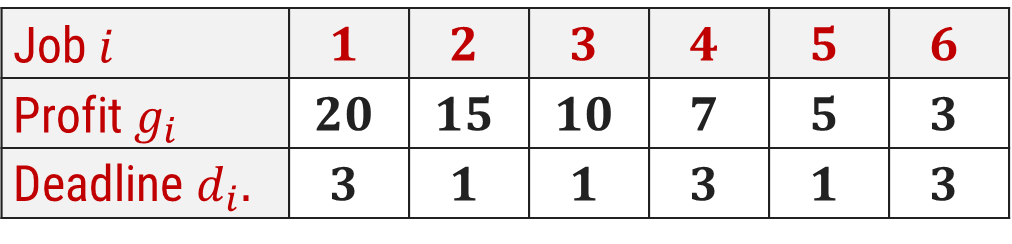 Job i 1 2 3 4 5 6
Profit gᵢ 20 15 10 7 5 3
Deadline dᵢ. 3 1 1 3 1 3